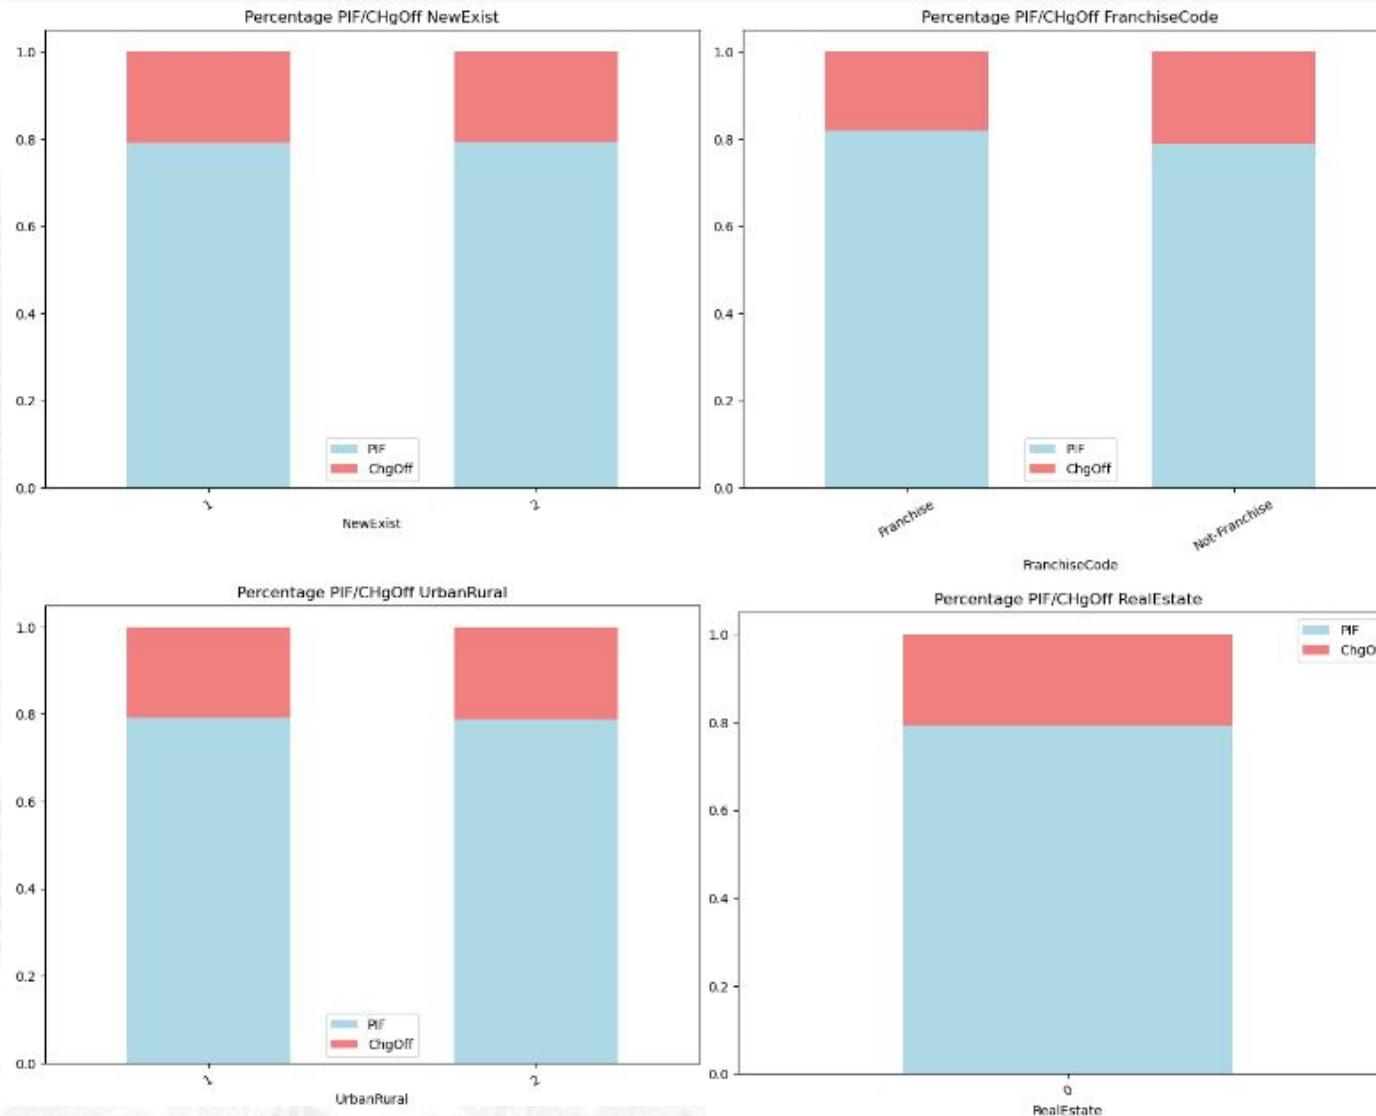 Percentage PIF/CHgOff NewExist
1.0
0.8
0.6
0.4
0.2
0.0
PIF
ChgOff
1
2
NewExist
Percentage PIF/CHgOff FranchiseCode
1.0
0.8
0.6
0.4
0.2
0.0
PIF
ChgOff
Franchise
Not-Franchise
FranchiseCode
Percentage PIF/CHgOff UrbanRural
1.0
0.8
0.6
0.4
0.2
0.0
PIF
ChgOff
1
2
UrbanRural
Percentage PIF/CHgOff RealEstate
1.0
0.8
0.6
0.4
0.2
0.0
PIF
ChgO
0
RealEstate